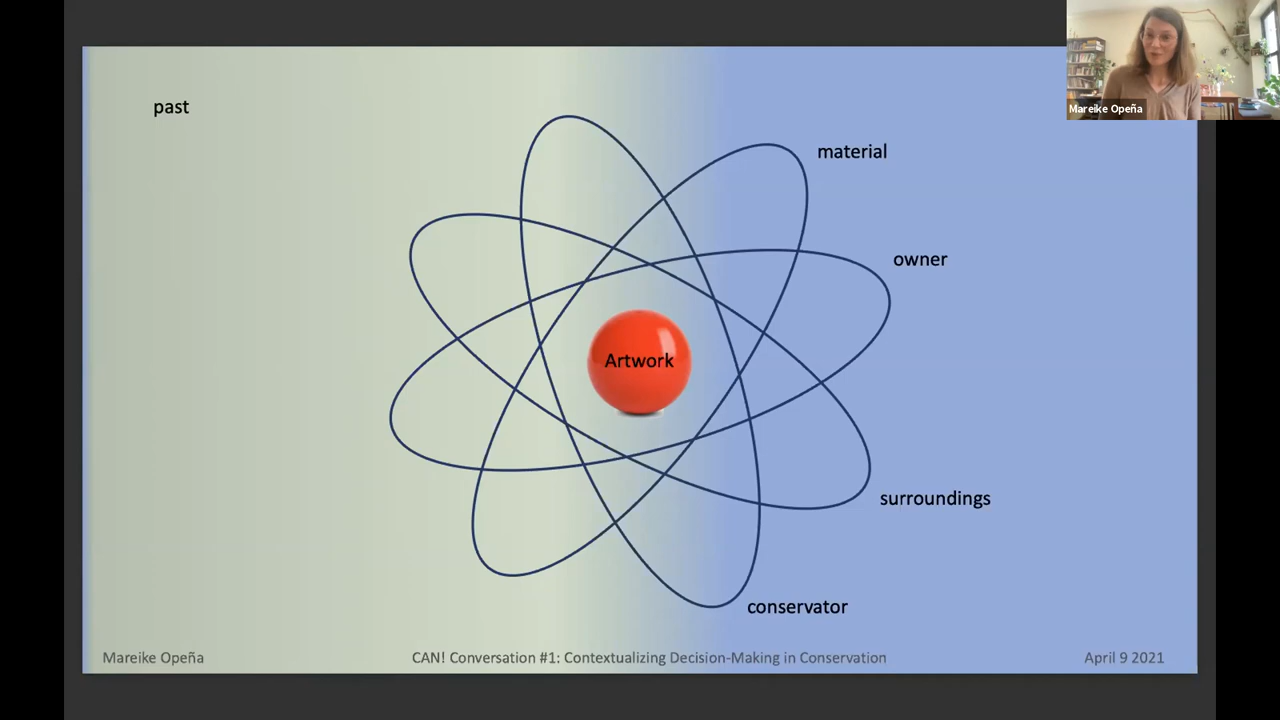 Mareike Opeña
past
material
owner
Artwork
surroundings
conservator
Mareike Opeña
CAN! Conversation #1: Contextualizing Decision-Making in Conservation
April 9 2021